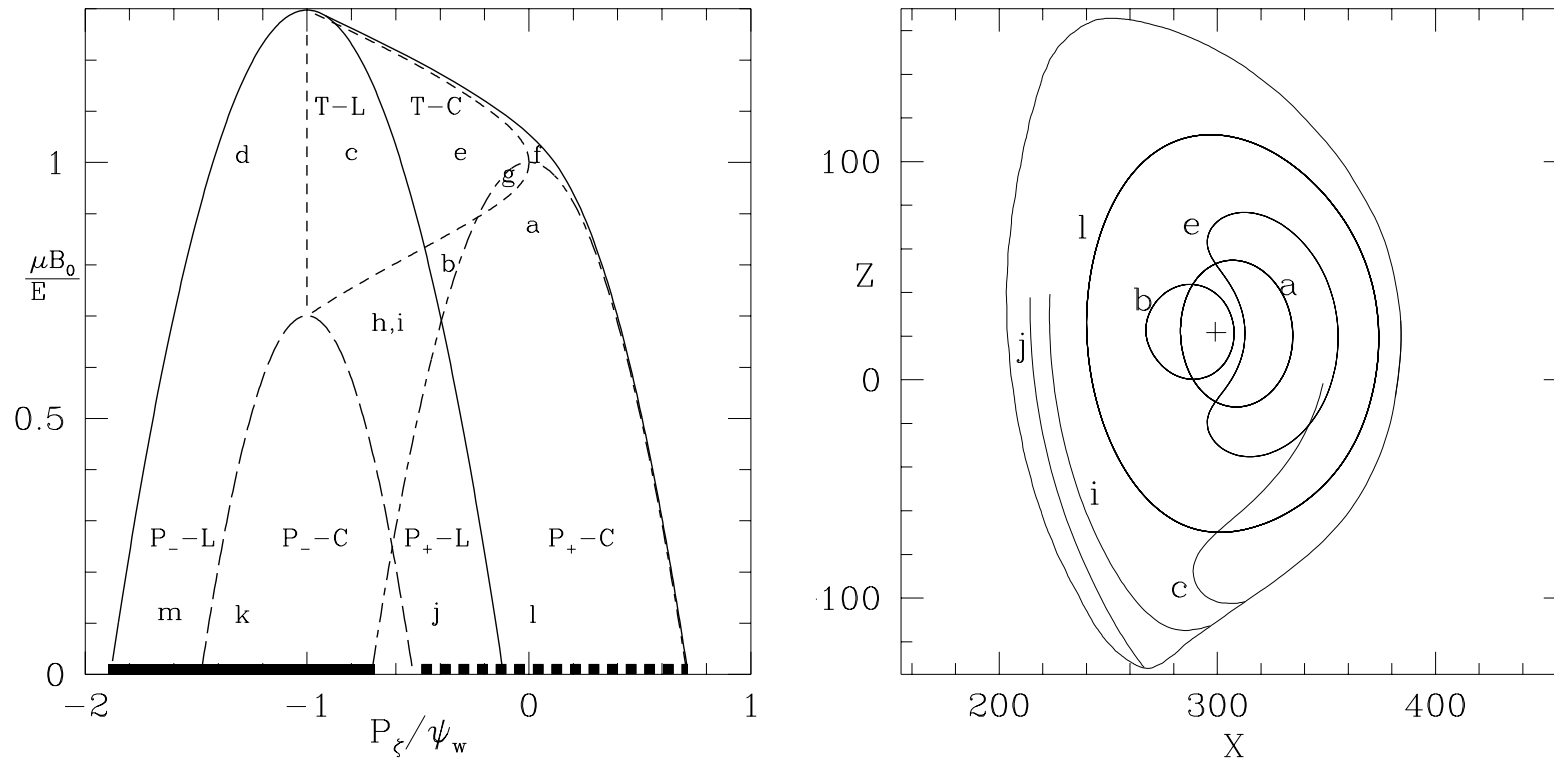 T−L T−C
d c e f
1
g
a
b
μB₀
E
h,i
0.5
P₋−L P₋−C P₊−L P₊−C
m k j l
0
−2 −1 0 1
P_ζ/ψ_w
l e
100
Z
b a
j
0
i
c
100
200 300 400
X